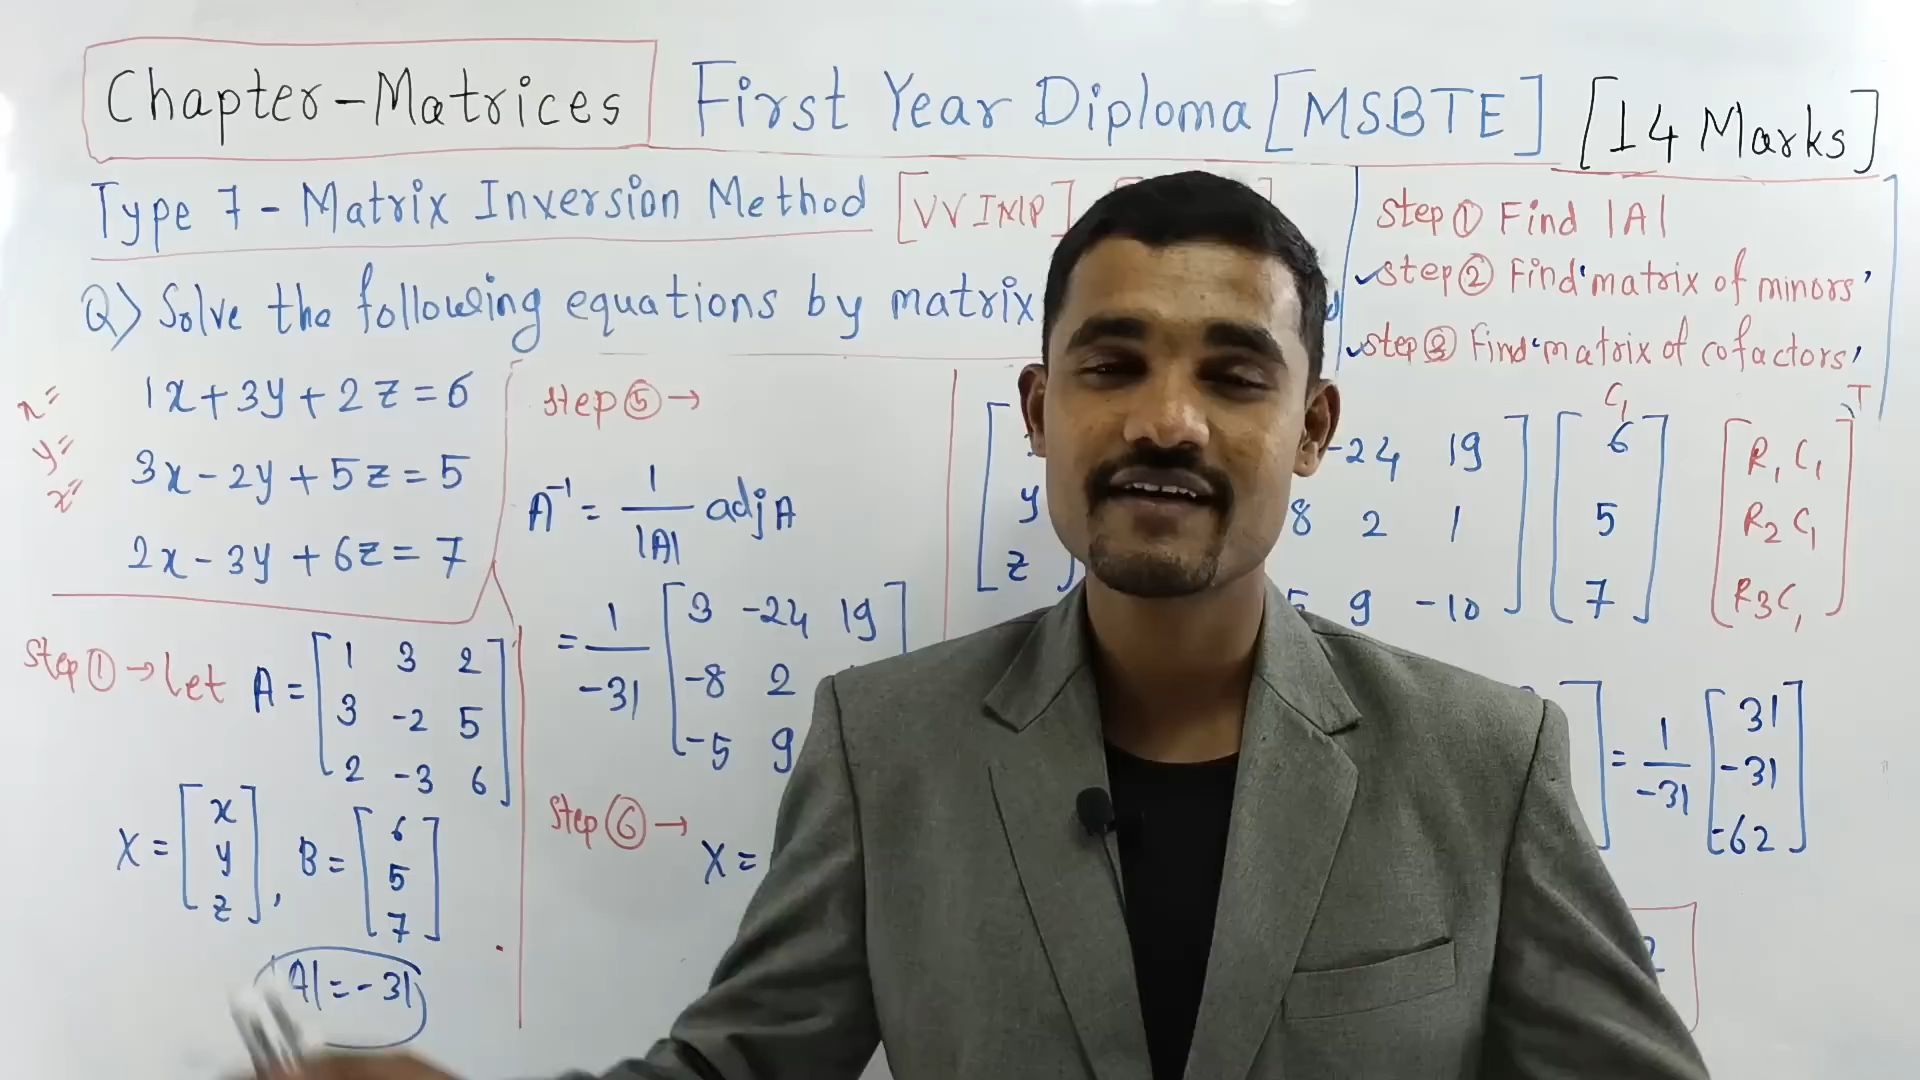 Chapter-Matrices First Year Diploma [MSBTE] [14 Marks]
Type 7 - Matrix Inversion Method [VVIMP]
Q) Solve the following equations by matrix
1x+3y+2z=6
3x-2y+5z=5
2x-3y+6z=7
x=
y=
Step ① → Let A = [1 3 2
3 -2 5
2 -3 6]
X = [x
y
z], B = [6
5
7]
|A|=-31
Step ⑤ →
A⁻¹ = 1/|A| adj A
= 1/-31 [3 -24 19]
-8 2
-5 9
Step ⑥ →
X =
Step ① Find |A|
✓Step ② Find 'matrix of minors'
✓Step ③ Find 'matrix of cofactors'
C₁ T
-24 19] [6] [R₁C₁]
y 8 2 1 5 R₂C₁
z 9 -10 7 R₃C₁
= 1/-31 [31
-31
-62]
2